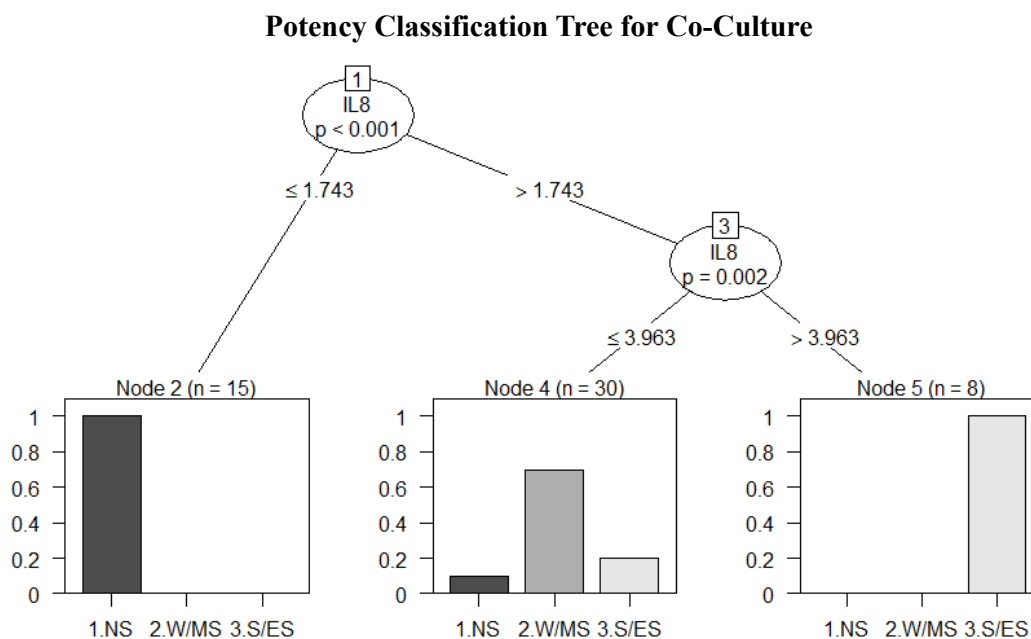 Potency Classification Tree for Co-Culture
1
IL8
p < 0.001
≤ 1.743
> 1.743
3
IL8
p = 0.002
≤ 3.963
> 3.963
Node 2 (n = 15)
1
0.8
0.6
0.4
0.2
0
1.NS 2.W/MS 3.S/ES
Node 4 (n = 30)
1
0.8
0.6
0.4
0.2
0
1.NS 2.W/MS 3.S/ES
Node 5 (n = 8)
1
0.8
0.6
0.4
0.2
0
1.NS 2.W/MS 3.S/ES